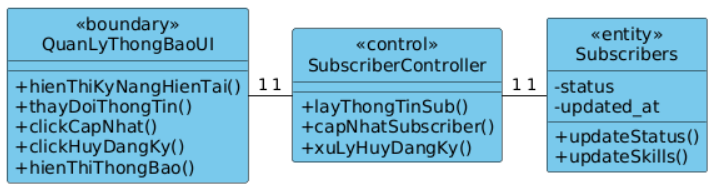 «boundary»
QuanLyThongBaoUI
+hienThiKyNangHienTai()
+thayDoiThongTin()
+clickCapNhat()
+clickHuyDangKy()
+hienThiThongBao()
1 1
«control»
SubscriberController
+layThongTinSub()
+capNhatSubscriber()
+xuLyHuyDangKy()
1 1
«entity»
Subscribers
-status
-updated_at
+updateStatus()
+updateSkills()